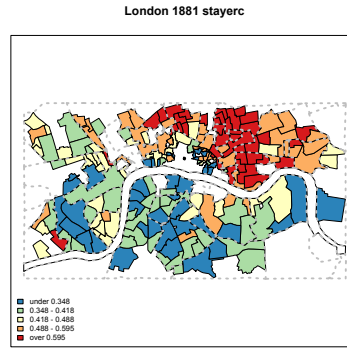 London 1881 stayerc
under 0.348
0.348 - 0.418
0.418 - 0.488
0.488 - 0.595
over 0.595